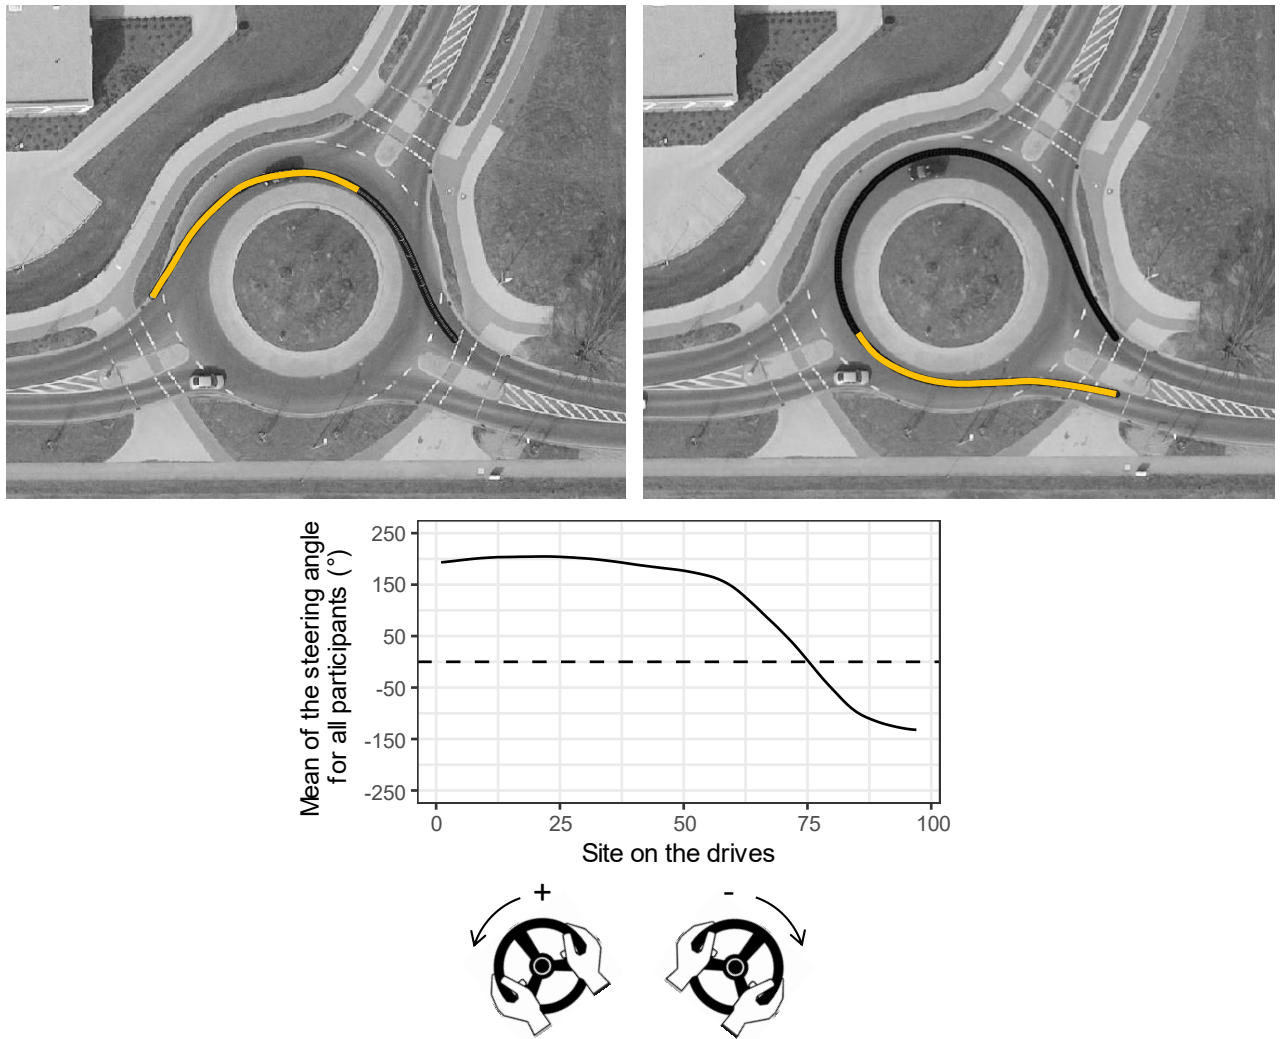 Mean of the steering angle
for all participants (°)
250
150
50
-50
-150
-250
0 25 50 75 100
Site on the drives
+ -